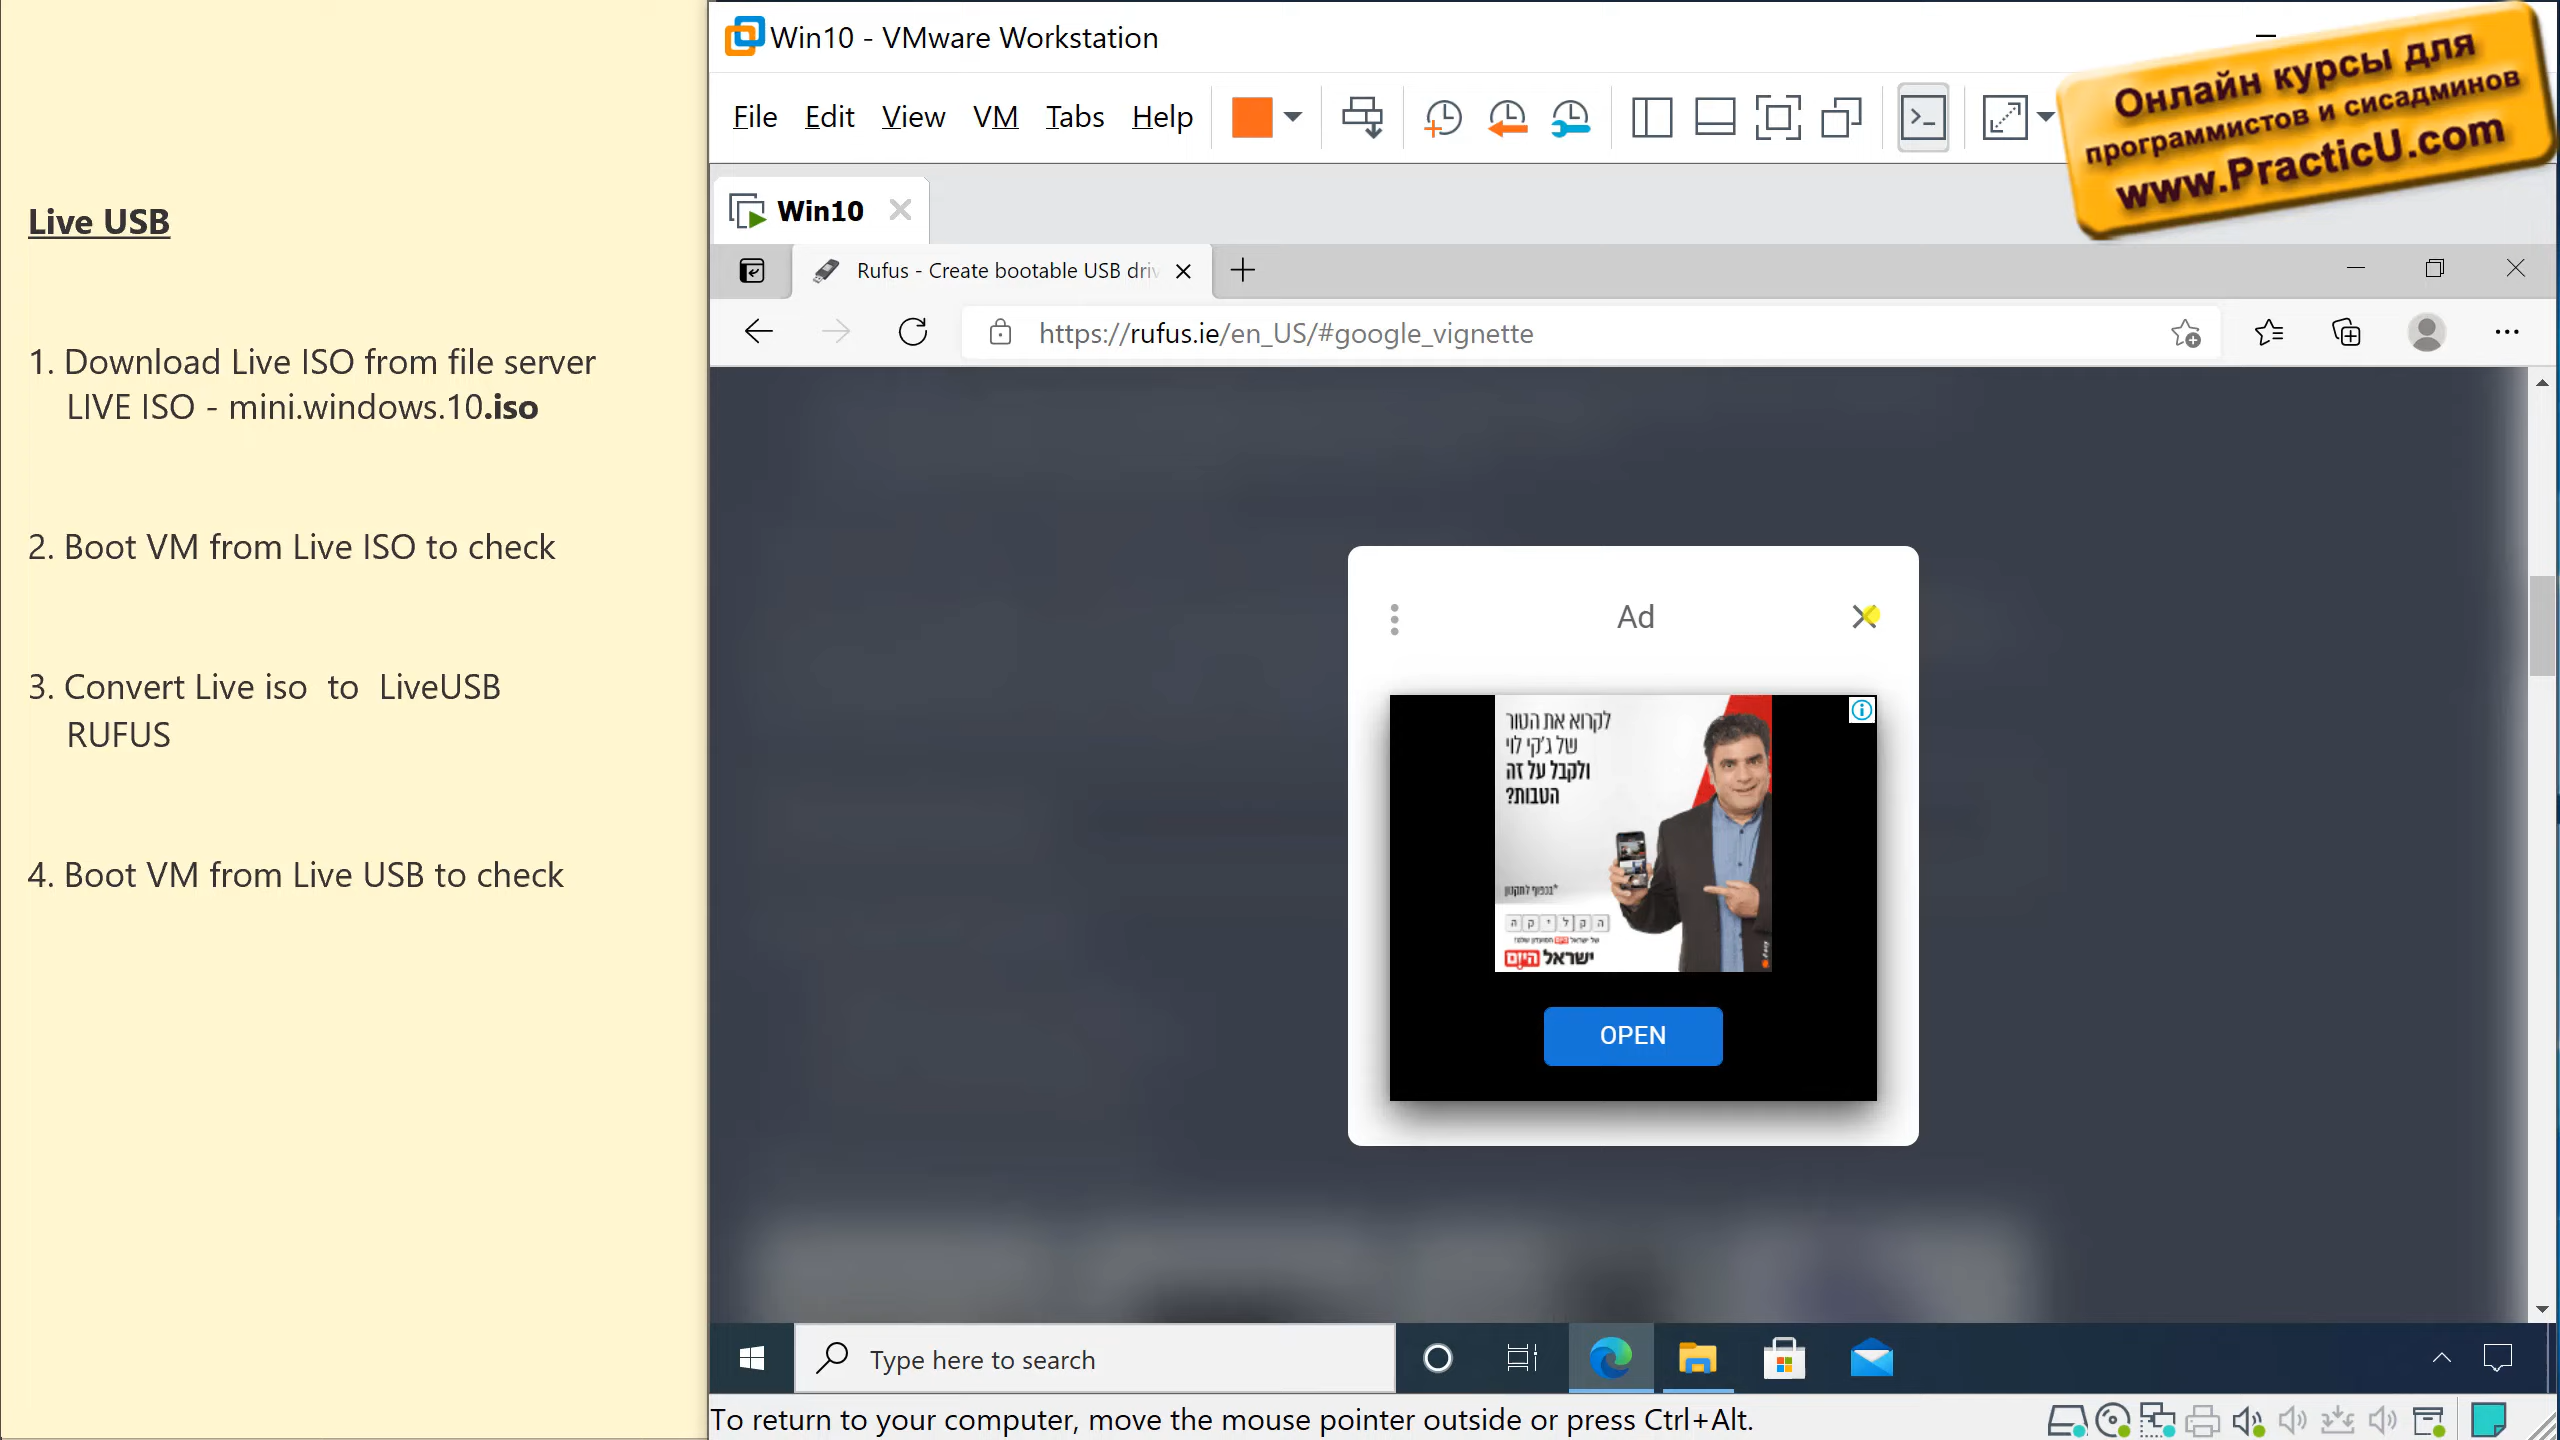 Live USB
1. Download Live ISO from file server
LIVE ISO - mini.windows.10.iso
2. Boot VM from Live ISO to check
3. Convert Live iso to LiveUSB
RUFUS
4. Boot VM from Live USB to check
Win10 - VMware Workstation
File Edit View VM Tabs Help
Онлайн курсы для
программистов и сисадминов
www.PracticU.com
Win10
Rufus - Create bootable USB driv
https://rufus.ie/en_US/#google_vignette
Ad
לקרוא את הטור
של ג'קי לוי
ולקבל על זה
הטבות?
ה ק ל י ק ה
ישראל היום
OPEN
Type here to search
To return to your computer, move the mouse pointer outside or press Ctrl+Alt.